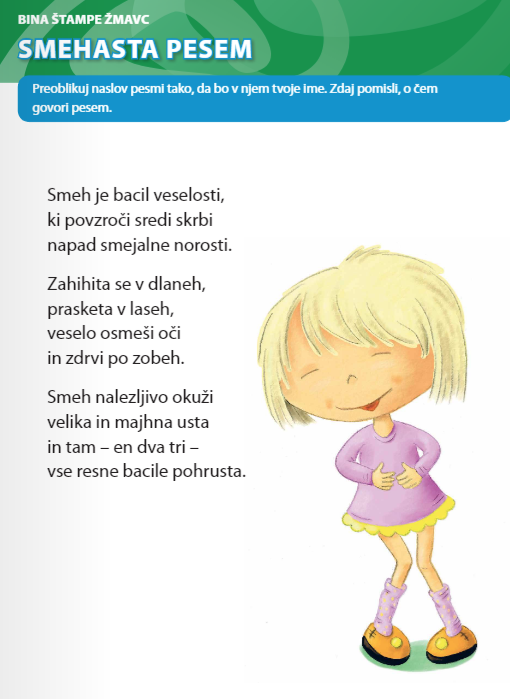 BINA ŠTAMPE ŽMAVC
SMEHASTA PESEM
Preoblikuj naslov pesmi tako, da bo v njem tvoje ime. Zdaj pomisli, o čem
govori pesem.
Smeh je bacil veselosti,
ki povzroči sredi skrbi
napad smejalne norosti.
Zahihita se v dlaneh,
prasketa v laseh,
veselo osmeši oči
in zdrvi po zobeh.
Smeh nalezljivo okuži
velika in majhna usta
in tam – en dva tri –
vse resne bacile pohrusta.